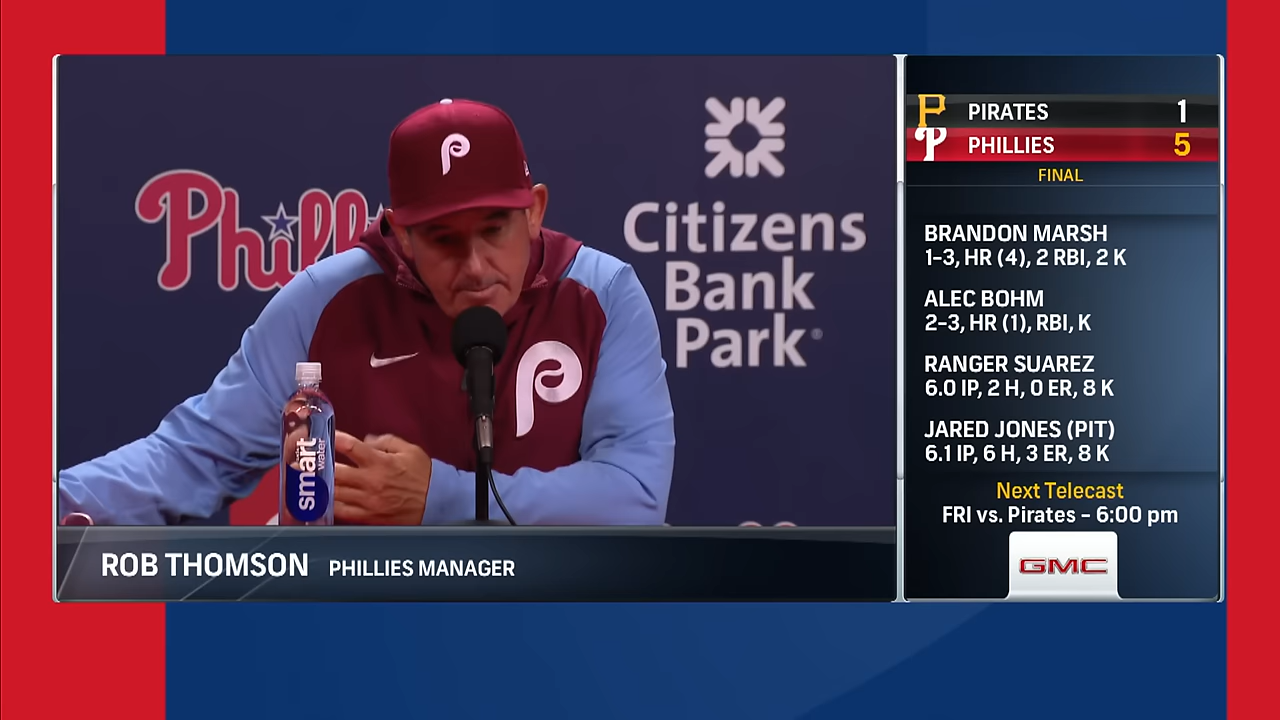 Phillies
Citizens
Bank
Park
P
P
smart
water
ROB THOMSON PHILLIES MANAGER
P PIRATES 1
P PHILLIES 5
FINAL
BRANDON MARSH
1-3, HR (4), 2 RBI, 2 K
ALEC BOHM
2-3, HR (1), RBI, K
RANGER SUAREZ
6.0 IP, 2 H, 0 ER, 8 K
JARED JONES (PIT)
6.1 IP, 6 H, 3 ER, 8 K
Next Telecast
FRI vs. Pirates - 6:00 pm
GMC